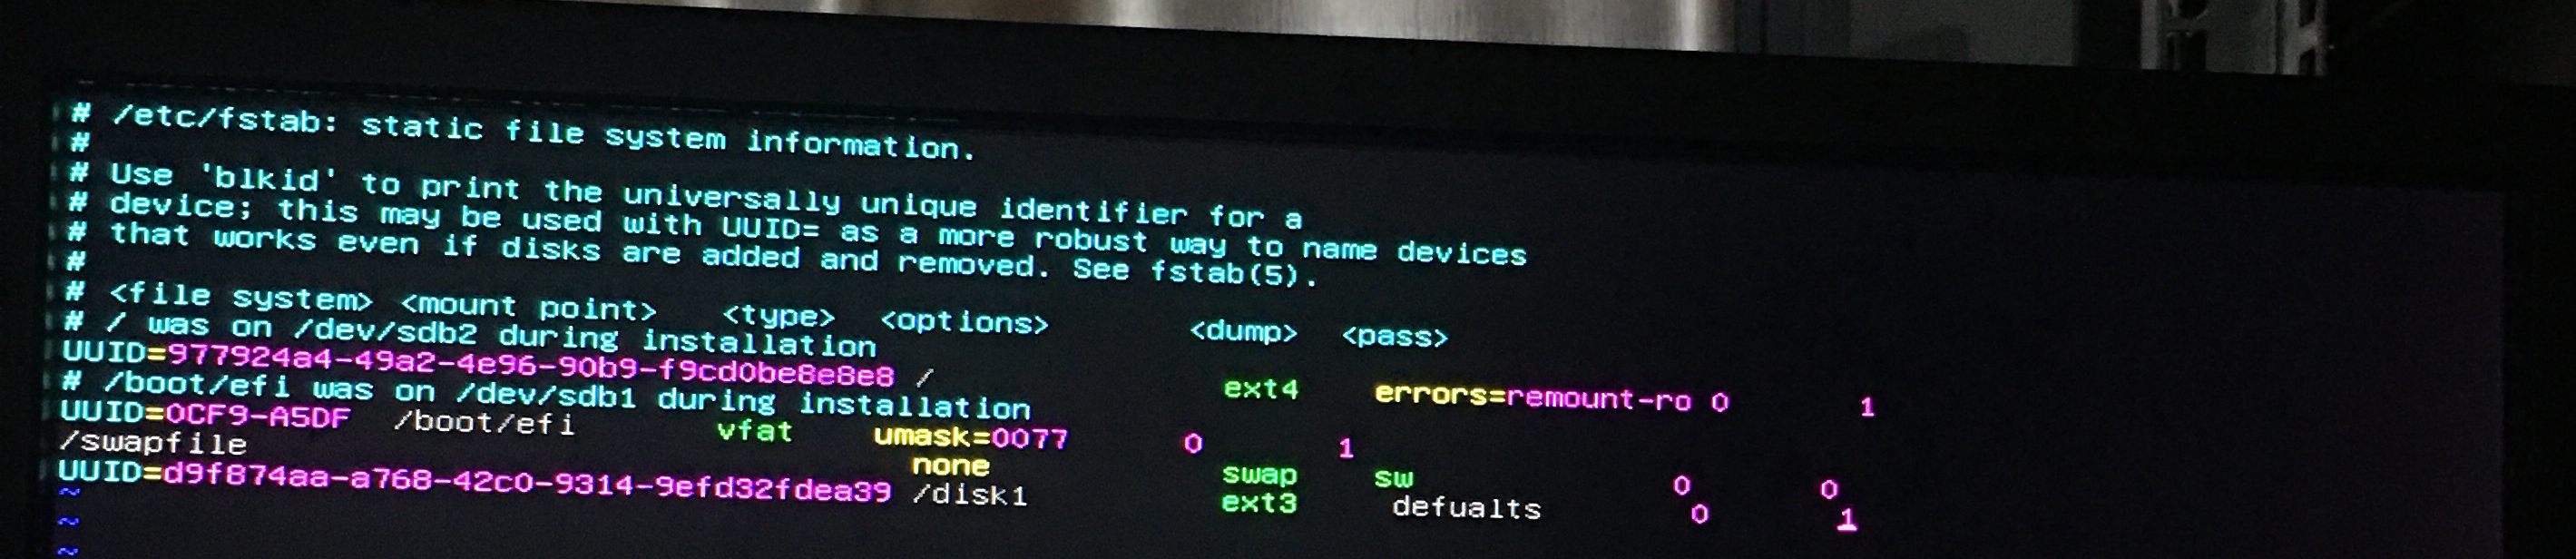 # /etc/fstab: static file system information.
#
# Use 'blkid' to print the universally unique identifier for a
# device; this may be used with UUID= as a more robust way to name devices
# that works even if disks are added and removed. See fstab(5).
#
# <file system> <mount point>   <type>  <options>       <dump>  <pass>
# / was on /dev/sdb2 during installation
UUID=977924a4-49a2-4e96-90b9-f9cd0be8e8e8 /               ext4    errors=remount-ro 0       1
# /boot/efi was on /dev/sdb1 during installation
UUID=0CF9-A5DF  /boot/efi       vfat    umask=0077      0       1
/swapfile                                 none            swap    sw              0       0
UUID=d9f874aa-a768-42c0-9314-9efd32fdea39 /disk1          ext3     defualts        0       1
~
~